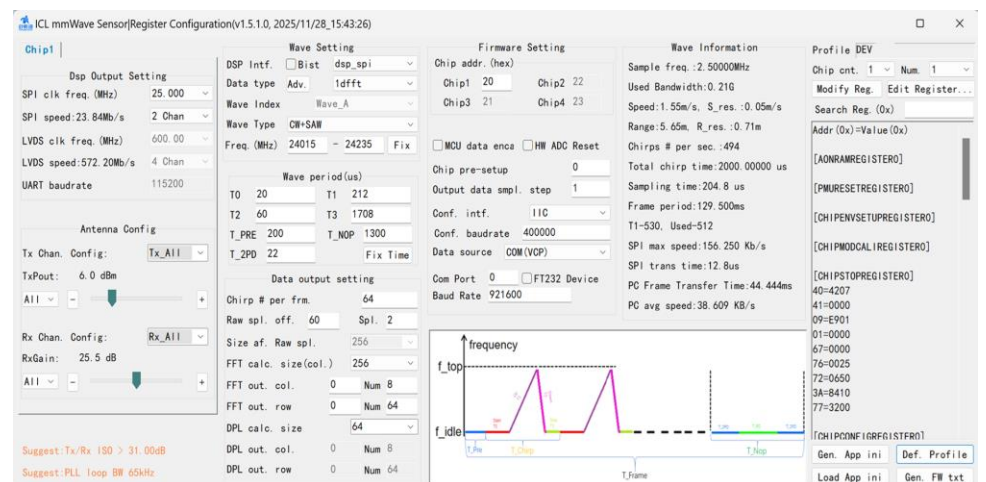 ICL mmWave Sensor|Register Configuration(v1.5.1.0, 2025/11/28_15:43:26)
Chip1
Dsp Output Setting
SPI clk freq. (MHz) 25.000
SPI speed:23.84Mb/s 2 Chan
LVDS clk freq. (MHz) 600.00
LVDS speed:572.20Mb/s 4 Chan
UART baudrate 115200
Antenna Config
Tx Chan. Config: Tx_All
TxPout: 6.0 dBm
All - +
Rx Chan. Config: Rx_All
RxGain: 25.5 dB
All - +
Suggest:Tx/Rx ISO > 31.00dB
Suggest:PLL loop BW 65kHz
Wave Setting
DSP Intf. Bist dsp_spi
Data type Adv. 1dfft
Wave Index Wave_A
Wave Type CW+SAW
Freq. (MHz) 24015 - 24235 Fix
Wave period(us)
T0 20 T1 212
T2 60 T3 1708
T_PRE 200 T_NOP 1300
T_2PD 22 Fix Time
Data output setting
Chirp # per frm. 64
Raw spl. off. 60 Spl. 2
Size af. Raw spl. 256
FFT calc. size(col.) 256
FFT out. col. 0 Num 8
FFT out. row 0 Num 64
DPL calc. size 64
DPL out. col. 0 Num 8
DPL out. row 0 Num 64
Firmware Setting
Chip addr. (hex)
Chip1 20 Chip2 22
Chip3 21 Chip4 23
MCU data enca HW ADC Reset
Chip pre-setup 0
Output data smpl. step 1
Conf. intf. IIC
Conf. baudrate 400000
Data source COM(VCP)
Com Port 0 FT232 Device
Baud Rate 921600
Wave Information
Sample freq. :2.50000MHz
Used Bandwidth:0.21G
Speed:1.55m/s, S_res. :0.05m/s
Range:5.65m, R_res. :0.71m
Chirps # per sec. :494
Total chirp time:2000.00000 us
Sampling time:204.8 us
Frame period:129.500ms
T1-530, Used-512
SPI max speed:156.250 Kb/s
SPI trans time:12.8us
PC Frame Transfer Time:44.444ms
PC avg speed:38.609 KB/s
frequency
f_top
f_idle
T_Pre T_Chirp T_Nop
T_Frame
Profile DEV
Chip cnt. 1 Num. 1
Modify Reg. Edit Register...
Search Reg. (0x)
Addr(0x)=Value(0x)
[AONRAMREGISTER0]
[PMURESETREGISTER0]
[CHIPENVSETUPREGISTER0]
[CHIPMODCALIREGISTER0]
[CHIPSTOPREGISTER0]
40=4207
41=0000
09=E901
01=0000
67=0000
76=0025
72=0650
3A=8410
77=3200
[CHIPCONFIGREGISTER0]
Gen. App ini Def. Profile
Load App ini Gen. FW txt